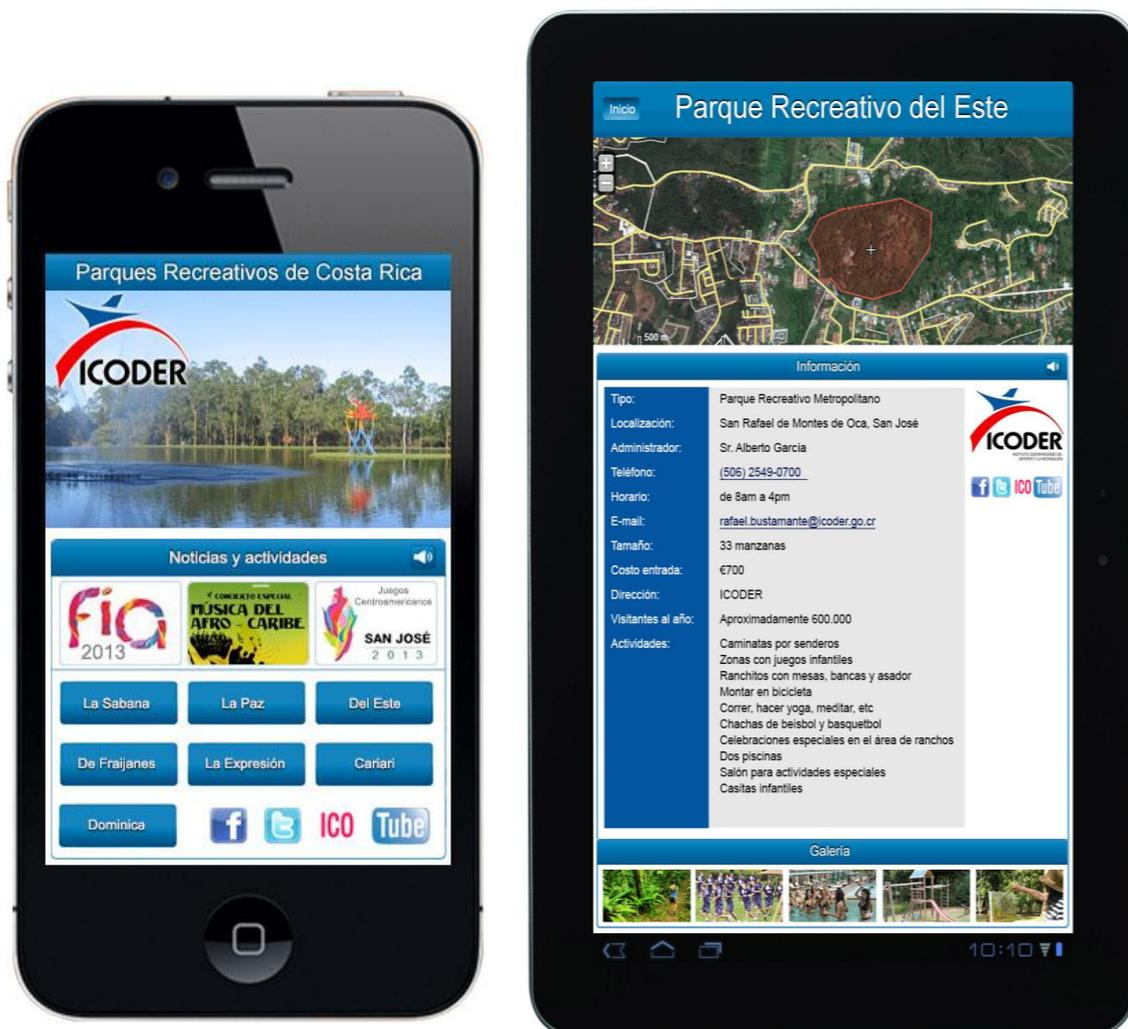 Parques Recreativos de Costa Rica
ICODER
Noticias y actividades
fia
2013
CONCIERTO ESPECIAL
MÚSICA DEL
AFRO - CARIBE
Juegos
Centroamericanos
SAN JOSÉ
2 0 1 3
La Sabana
La Paz
Del Este
De Fraijanes
La Expresión
Cariari
Dominica
f
t
ICO
Tube
Inicio
Parque Recreativo del Este
+
−
500 m
Información
Tipo: Parque Recreativo Metropolitano
Localización: San Rafael de Montes de Oca, San José
Administrador: Sr. Alberto García
Teléfono: (506) 2549-0700
Horario: de 8am a 4pm
E-mail: rafael.bustamante@icoder.go.cr
Tamaño: 33 manzanas
Costo entrada: €700
Dirección: ICODER
Visitantes al año: Aproximadamente 600.000
Actividades: Caminatas por senderos
Zonas con juegos infantiles
Ranchitos con mesas, bancas y asador
Montar en bicicleta
Correr, hacer yoga, meditar, etc
Chachas de beisbol y basquetbol
Celebraciones especiales en el área de ranchos
Dos piscinas
Salón para actividades especiales
Casitas infantiles
ICODER
f
t
ICO
Tube
Galería
10:10